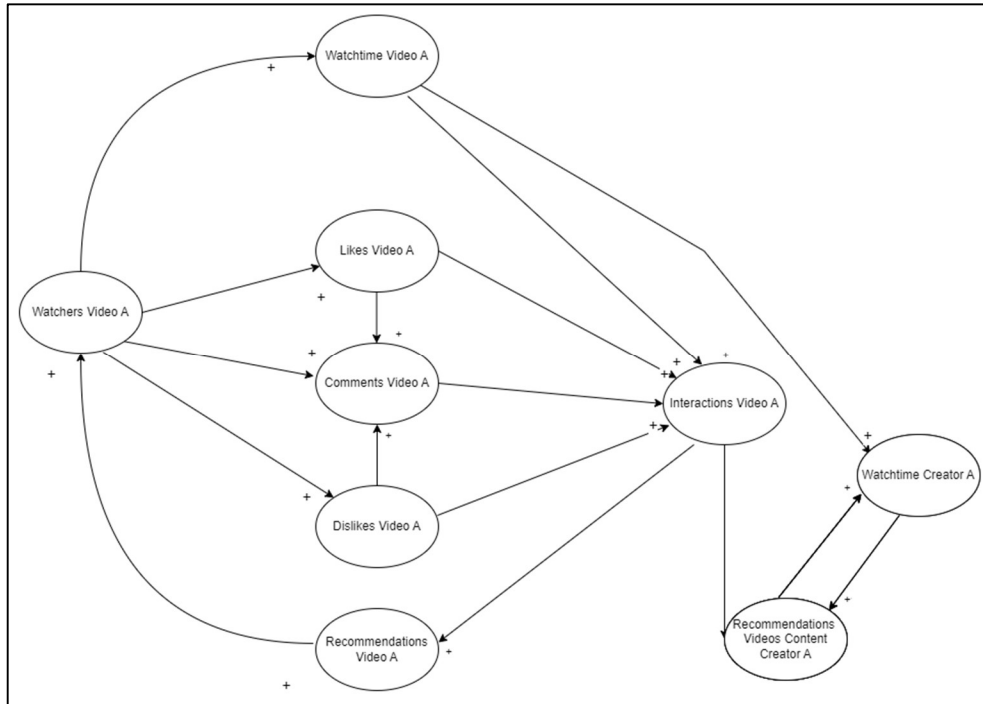 Watchtime Video A
+
Likes Video A
+
Watchers Video A
+
+
+
Comments Video A
+
+
+
+
+
Interactions Video A
+
+
+
Watchtime Creator A
+
Dislikes Video A
+
+
Recommendations
Video A
+
+
Recommendations
Videos Content
Creator A